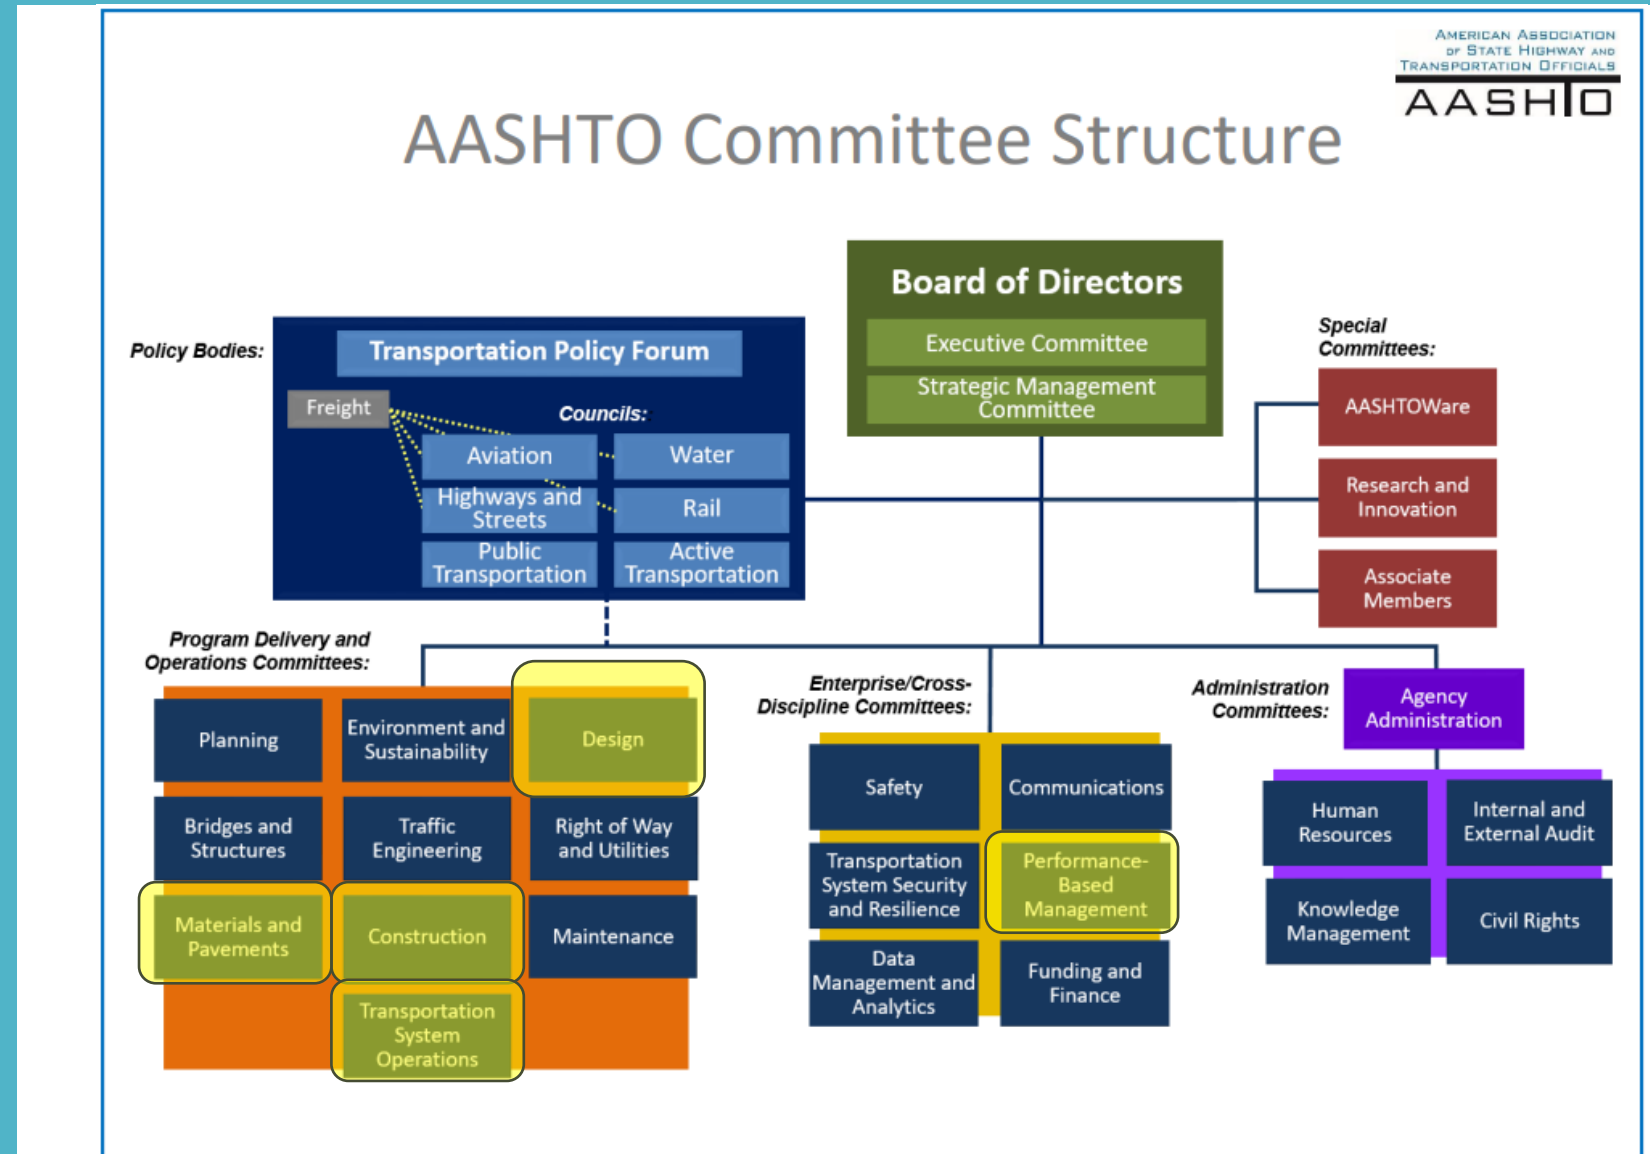 AMERICAN ASSOCIATION
OF STATE HIGHWAY AND
TRANSPORTATION OFFICIALS
AASHTO
AASHTO Committee Structure
Board of Directors
Executive Committee
Strategic Management
Committee
Policy Bodies:
Transportation Policy Forum
Freight
Councils:
Aviation
Water
Highways and
Streets
Rail
Public
Transportation
Active
Transportation
Special
Committees:
AASHTOWare
Research and
Innovation
Associate
Members
Program Delivery and
Operations Committees:
Planning
Environment and
Sustainability
Design
Bridges and
Structures
Traffic
Engineering
Right of Way
and Utilities
Materials and
Pavements
Construction
Maintenance
Transportation
System
Operations
Enterprise/Cross-
Discipline Committees:
Safety
Communications
Transportation
System Security
and Resilience
Performance-
Based
Management
Data
Management and
Analytics
Funding and
Finance
Administration
Committees:
Agency
Administration
Human
Resources
Internal and
External Audit
Knowledge
Management
Civil Rights